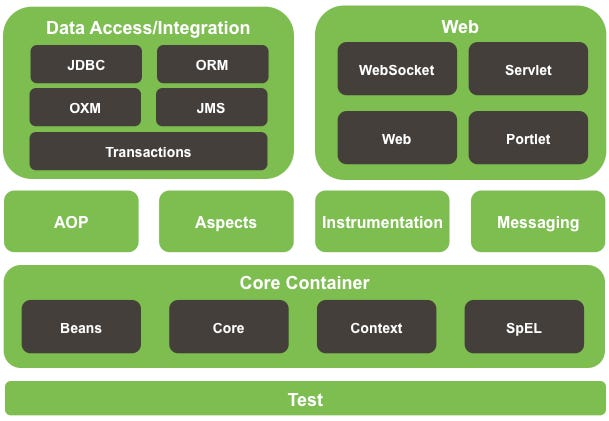 Data Access/Integration
JDBC
ORM
OXM
JMS
Transactions
Web
WebSocket
Servlet
Web
Portlet
AOP
Aspects
Instrumentation
Messaging
Core Container
Beans
Core
Context
SpEL
Test